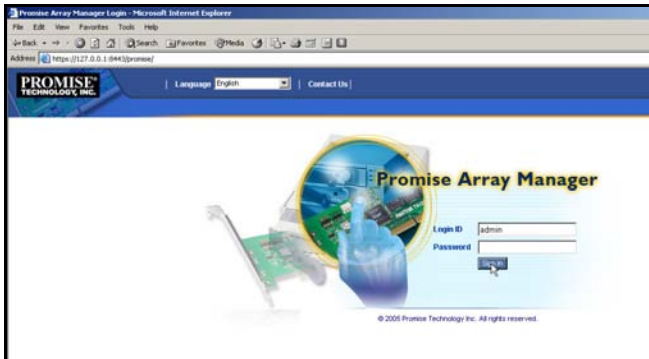 Promise Array Manager Login - Microsoft Internet Explorer
File Edit View Favorites Tools Help
Back Search Favorites Media
Address https://127.0.0.1:8443/promise/
PROMISE®
TECHNOLOGY, INC.
| Language English | Contact Us |
Promise Array Manager
Login ID admin
Password
Sign in
© 2005 Promise Technology Inc. All rights reserved.